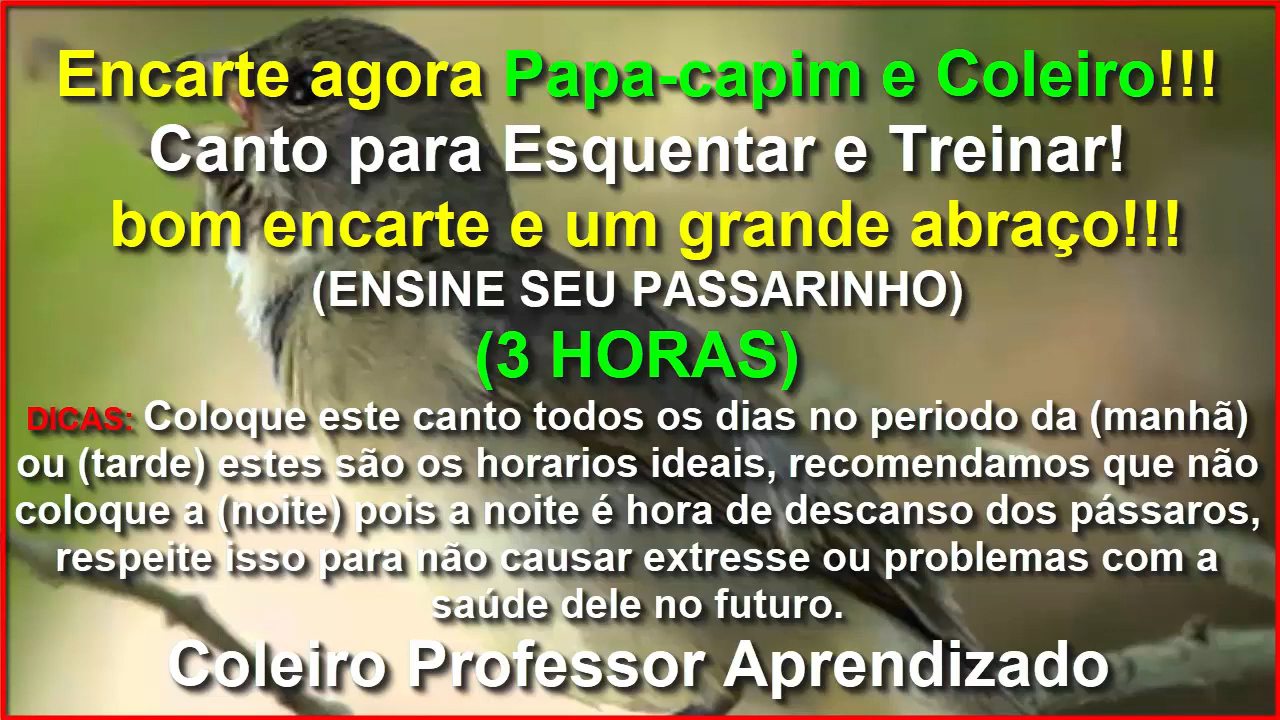 Encarte agora Papa-capim e Coleiro!!!
Canto para Esquentar e Treinar!
bom encarte e um grande abraço!!!
(ENSINE SEU PASSARINHO)
(3 HORAS)
DICAS: Coloque este canto todos os dias no periodo da (manhã)
ou (tarde) estes são os horarios ideais, recomendamos que não
coloque a (noite) pois a noite é hora de descanso dos pássaros,
respeite isso para não causar extresse ou problemas com a
saúde dele no futuro.
Coleiro Professor Aprendizado